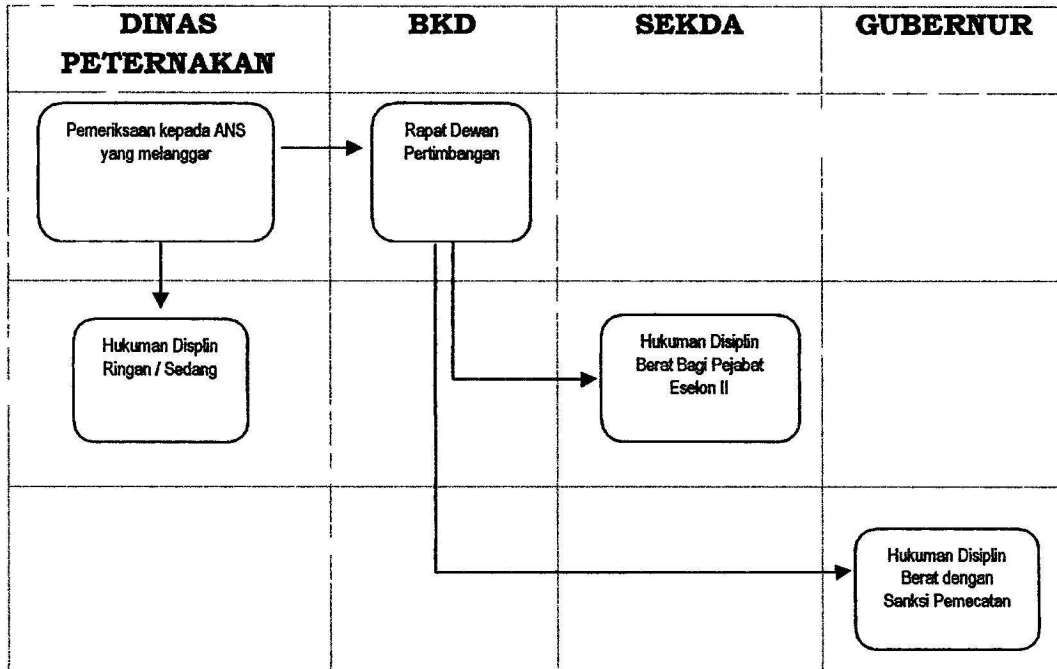 DINAS
PETERNAKAN
BKD
SEKDA
GUBERNUR
Pemeriksaan kepada ANS
yang melanggar
Rapat Dewan
Pertimbangan
Hukuman Displin
Ringan / Sedang
Hukuman Disiplin
Berat Bagi Pejabat
Eselon II
Hukuman Disiplin
Berat dengan
Sanksi Pemecatan